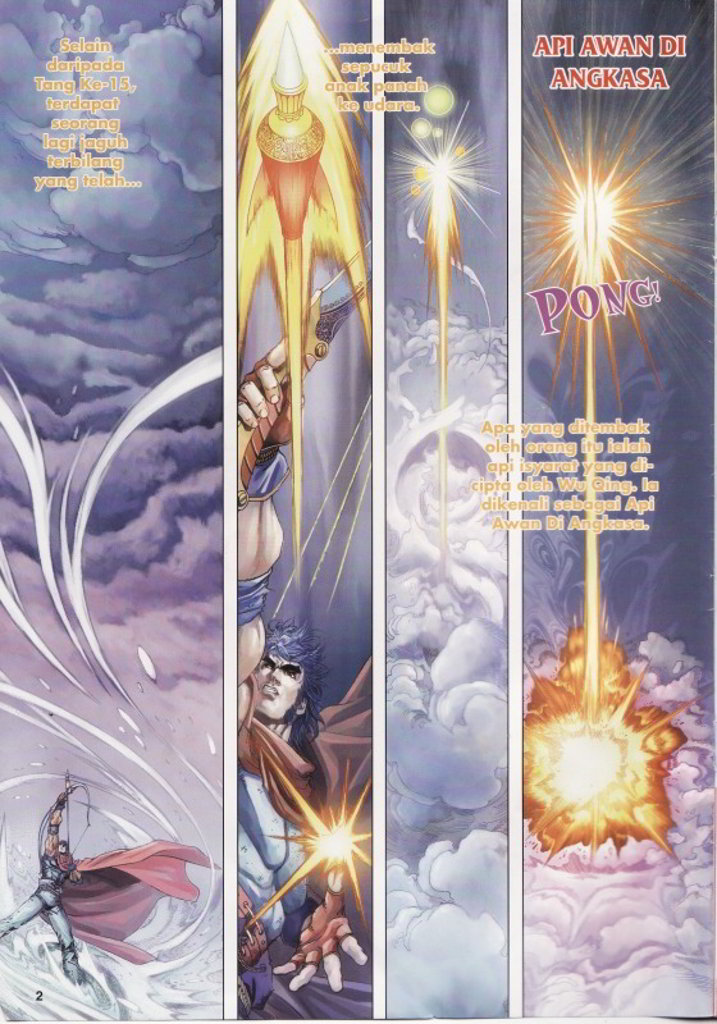 Selain
daripada
Tang Ke-15,
terdapat
seorang
lagi jaguh
terbilang
yang telah...
...menembak
sepucuk
anak panah
ke udara.
API AWAN DI
ANGKASA
PONG!
Apa yang ditembak
oleh orang itu ialah
api isyarat yang di-
cipta oleh Wu Qing. Ia
dikenali sebagai Api
Awan Di Angkasa.
2